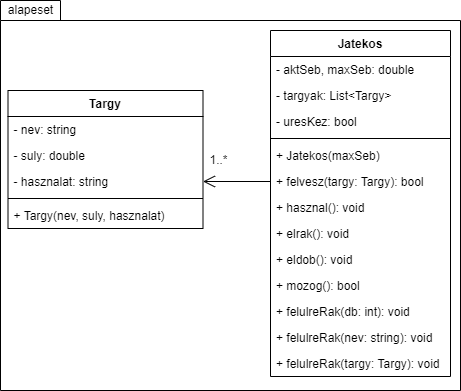 alapeset
Targy
- nev: string
- suly: double
- hasznalat: string
+ Targy(nev, suly, hasznalat)
1..*
Jatekos
- aktSeb, maxSeb: double
- targyak: List<Targy>
- uresKez: bool
+ Jatekos(maxSeb)
+ felvesz(targy: Targy): bool
+ hasznal(): void
+ elrak(): void
+ eldob(): void
+ mozog(): bool
+ felulreRak(db: int): void
+ felulreRak(nev: string): void
+ felulreRak(targy: Targy): void